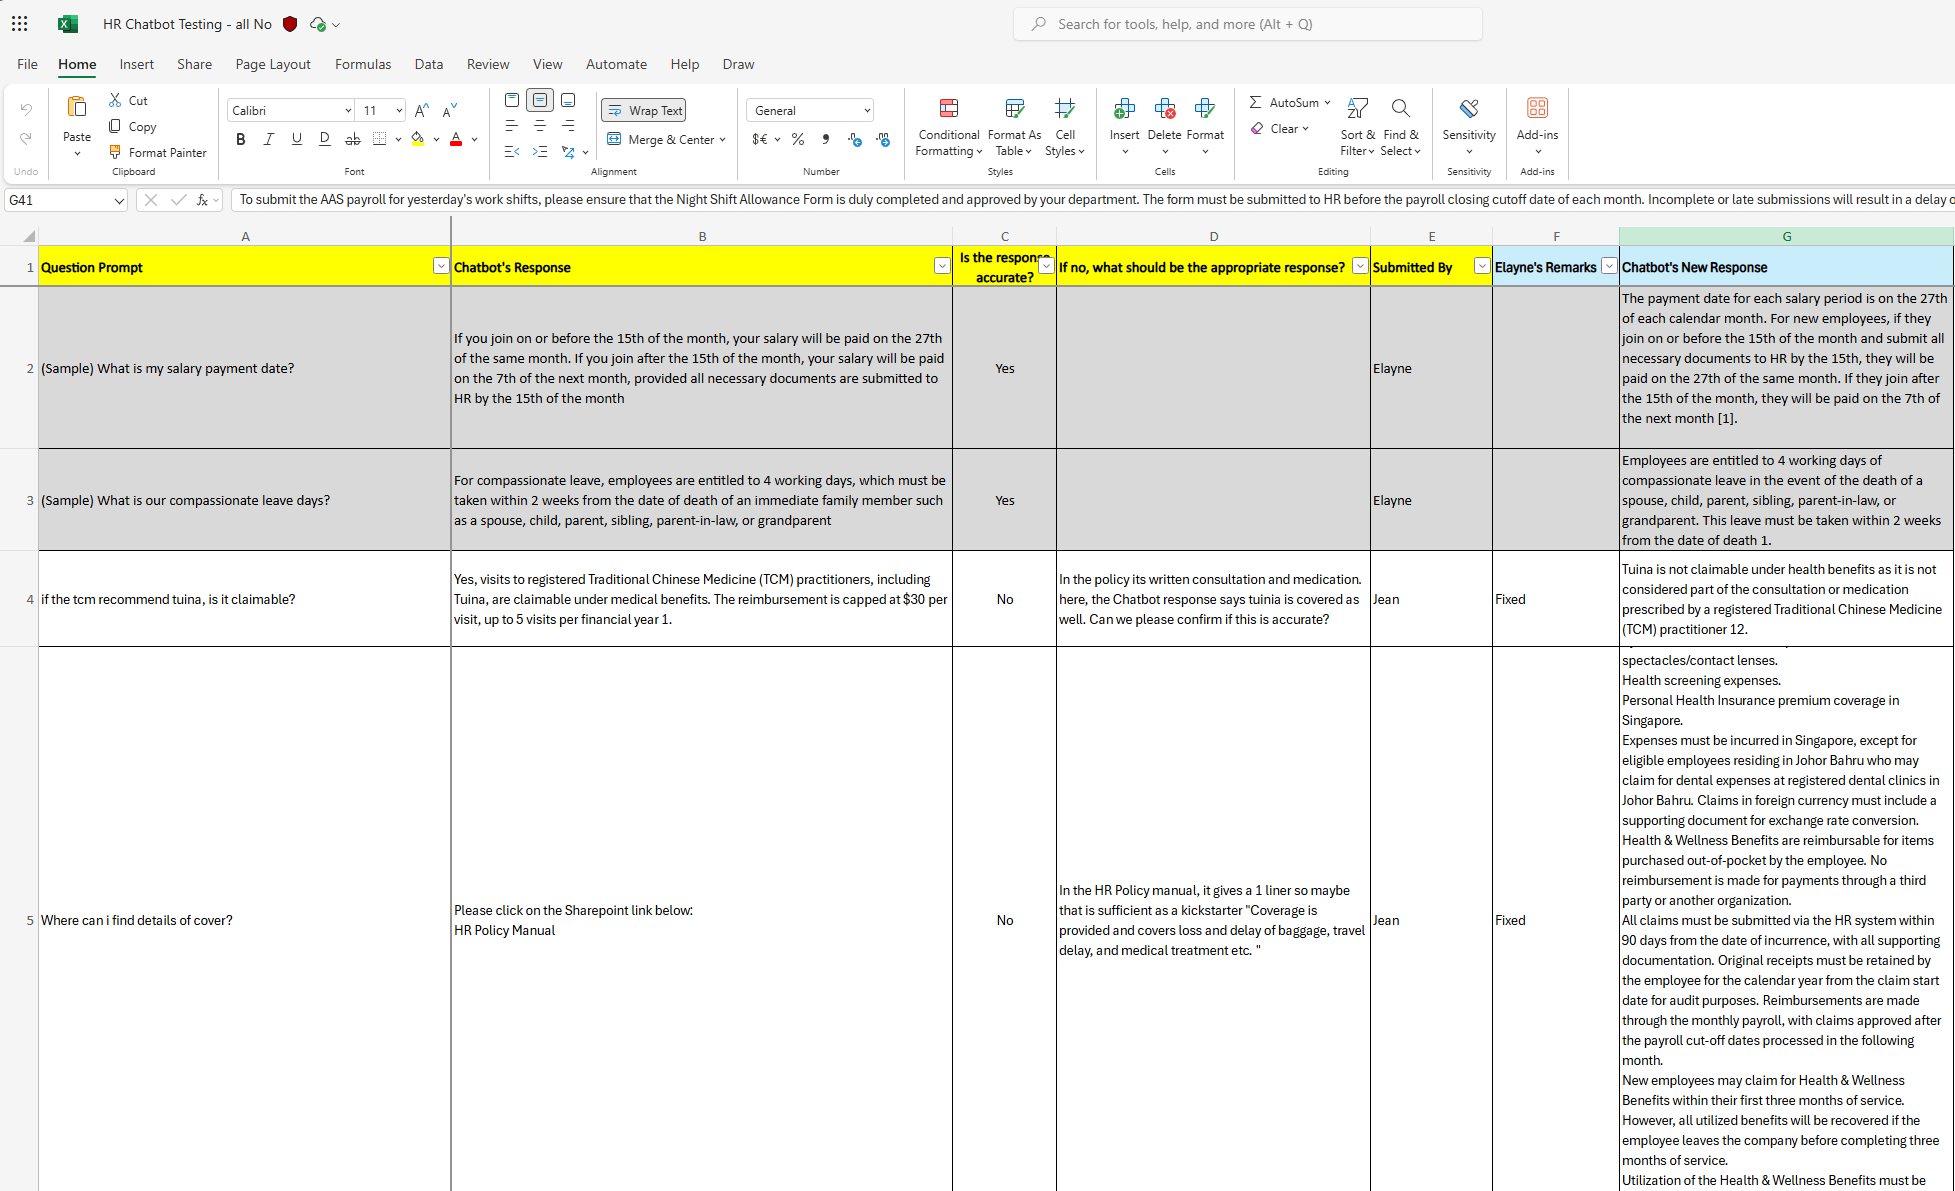 HR Chatbot Testing - all No
Search for tools, help, and more (Alt + Q)
File Home Insert Share Page Layout Formulas Data Review View Automate Help Draw
Paste
Cut
Copy
Format Painter
Calibri 11
B I U D ab
A
Wrap Text
Merge & Center
General
$€ % 9
Conditional Formatting
Format As Table
Cell Styles
Insert Delete Format
AutoSum
Clear
Sort & Filter
Find & Select
Sensitivity
Add-ins
Undo Clipboard Font Alignment Number Styles Cells Editing Sensitivity Add-ins
G41
fx
To submit the AAS payroll for yesterday's work shifts, please ensure that the Night Shift Allowance Form is duly completed and approved by your department. The form must be submitted to HR before the payroll closing cutoff date of each month. Incomplete or late submissions will result in a delay o
A B C D E F G
1
Question Prompt
Chatbot's Response
Is the response
accurate?
If no, what should be the appropriate response?
Submitted By
Elayne's Remarks
Chatbot's New Response
2
(Sample) What is my salary payment date?
If you join on or before the 15th of the month, your salary will be paid on the 27th
of the same month. If you join after the 15th of the month, your salary will be paid
on the 7th of the next month, provided all necessary documents are submitted to
HR by the 15th of the month
Yes
Elayne
The payment date for each salary period is on the 27th
of each calendar month. For new employees, if they
join on or before the 15th of the month and submit all
necessary documents to HR by the 15th, they will be
paid on the 27th of the same month. If they join after
the 15th of the month, they will be paid on the 7th of
the next month [1].
3
(Sample) What is our compassionate leave days?
For compassionate leave, employees are entitled to 4 working days, which must be
taken within 2 weeks from the date of death of an immediate family member such
as a spouse, child, parent, sibling, parent-in-law, or grandparent
Yes
Elayne
Employees are entitled to 4 working days of
compassionate leave in the event of the death of a
spouse, child, parent, sibling, parent-in-law, or
grandparent. This leave must be taken within 2 weeks
from the date of death 1.
4
if the tcm recommend tuina, is it claimable?
Yes, visits to registered Traditional Chinese Medicine (TCM) practitioners, including
Tuina, are claimable under medical benefits. The reimbursement is capped at $30 per
visit, up to 5 visits per financial year 1.
No
In the policy its written consultation and medication.
here, the Chatbot response says tuinia is covered as
well. Can we please confirm if this is accurate?
Jean
Fixed
Tuina is not claimable under health benefits as it is not
considered part of the consultation or medication
prescribed by a registered Traditional Chinese Medicine
(TCM) practitioner 12.
5
Where can i find details of cover?
Please click on the Sharepoint link below:
HR Policy Manual
No
In the HR Policy manual, it gives a 1 liner so maybe
that is sufficient as a kickstarter "Coverage is
provided and covers loss and delay of baggage, travel
delay, and medical treatment etc. "
Jean
Fixed
spectacles/contact lenses.
Health screening expenses.
Personal Health Insurance premium coverage in
Singapore.
Expenses must be incurred in Singapore, except for
eligible employees residing in Johor Bahru who may
claim for dental expenses at registered dental clinics in
Johor Bahru. Claims in foreign currency must include a
supporting document for exchange rate conversion.
Health & Wellness Benefits are reimbursable for items
purchased out-of-pocket by the employee. No
reimbursement is made for payments through a third
party or another organization.
All claims must be submitted via the HR system within
90 days from the date of incurrence, with all supporting
documentation. Original receipts must be retained by
the employee for the calendar year from the claim start
date for audit purposes. Reimbursements are made
through the monthly payroll, with claims approved after
the payroll cut-off dates processed in the following
month.
New employees may claim for Health & Wellness
Benefits within their first three months of service.
However, all utilized benefits will be recovered if the
employee leaves the company before completing three
months of service.
Utilization of the Health & Wellness Benefits must be